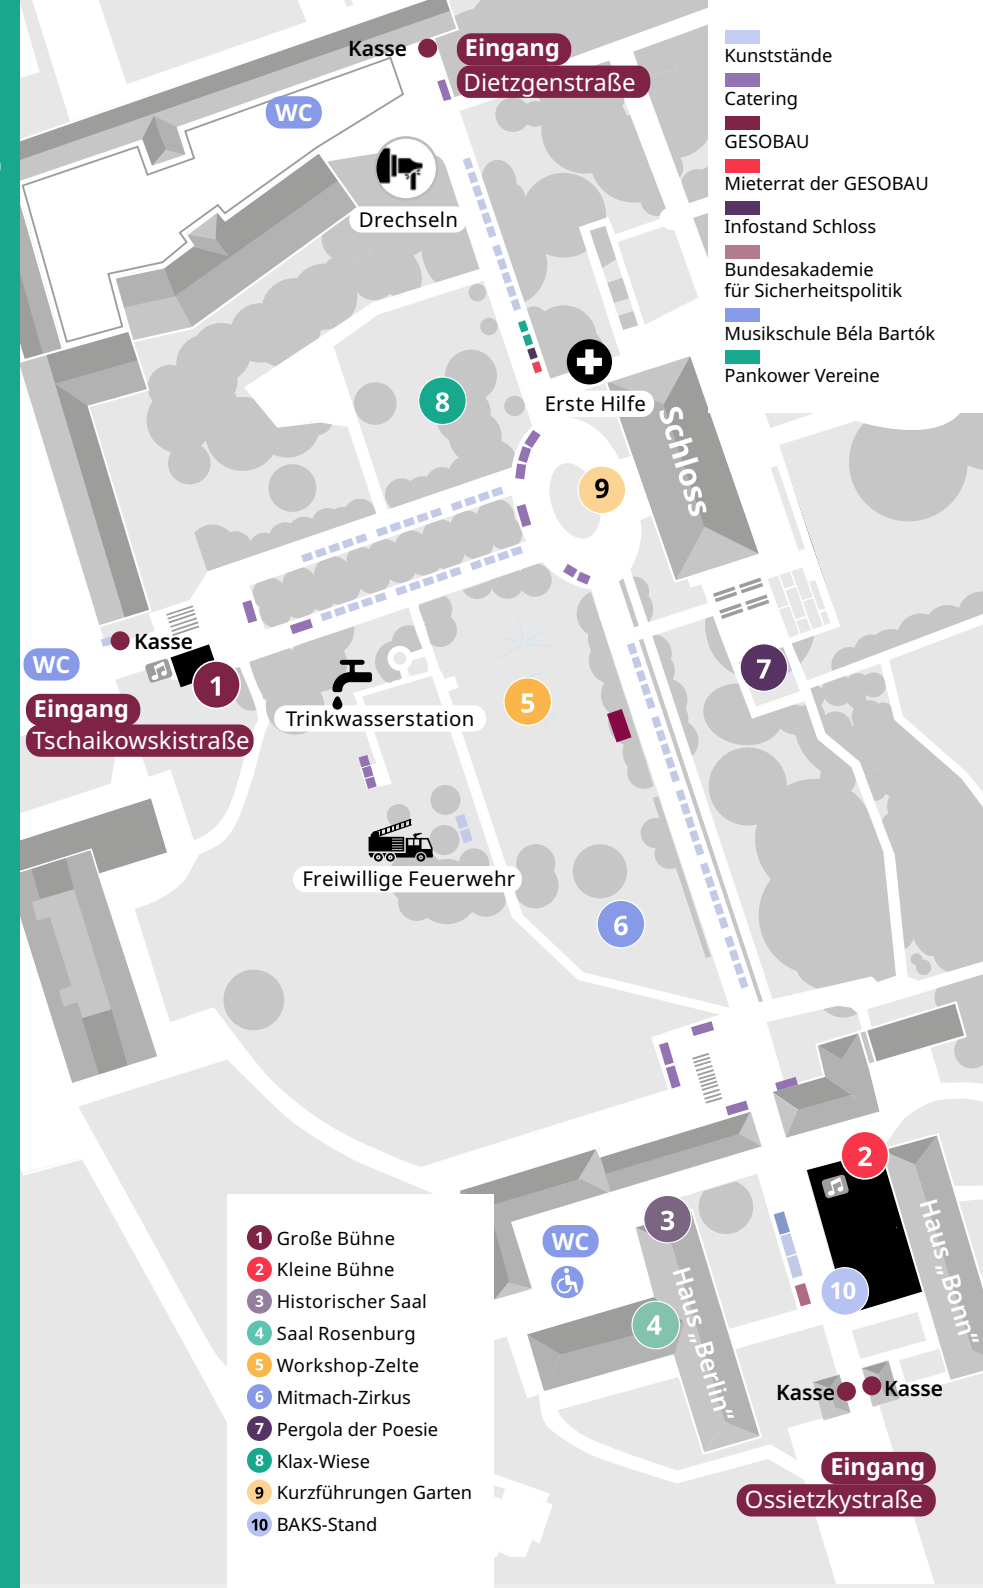 Kasse
Eingang
Dietzgenstraße
WC
Drechseln
Kunststände
Catering
GESOBAU
Mieterrat der GESOBAU
Infostand Schloss
Bundesakademie
für Sicherheitspolitik
Musikschule Béla Bartók
Pankower Vereine
Erste Hilfe
8
Schloss
9
Kasse
WC
1
Eingang
Tschaikowskistraße
Trinkwasserstation
5
7
Freiwillige Feuerwehr
6
2
3
WC
4
Haus „Berlin“
10
Haus „Bonn“
Kasse
Kasse
Eingang
Ossietzkystraße
1 Große Bühne
2 Kleine Bühne
3 Historischer Saal
4 Saal Rosenburg
5 Workshop-Zelte
6 Mitmach-Zirkus
7 Pergola der Poesie
8 Klax-Wiese
9 Kurzführungen Garten
10 BAKS-Stand